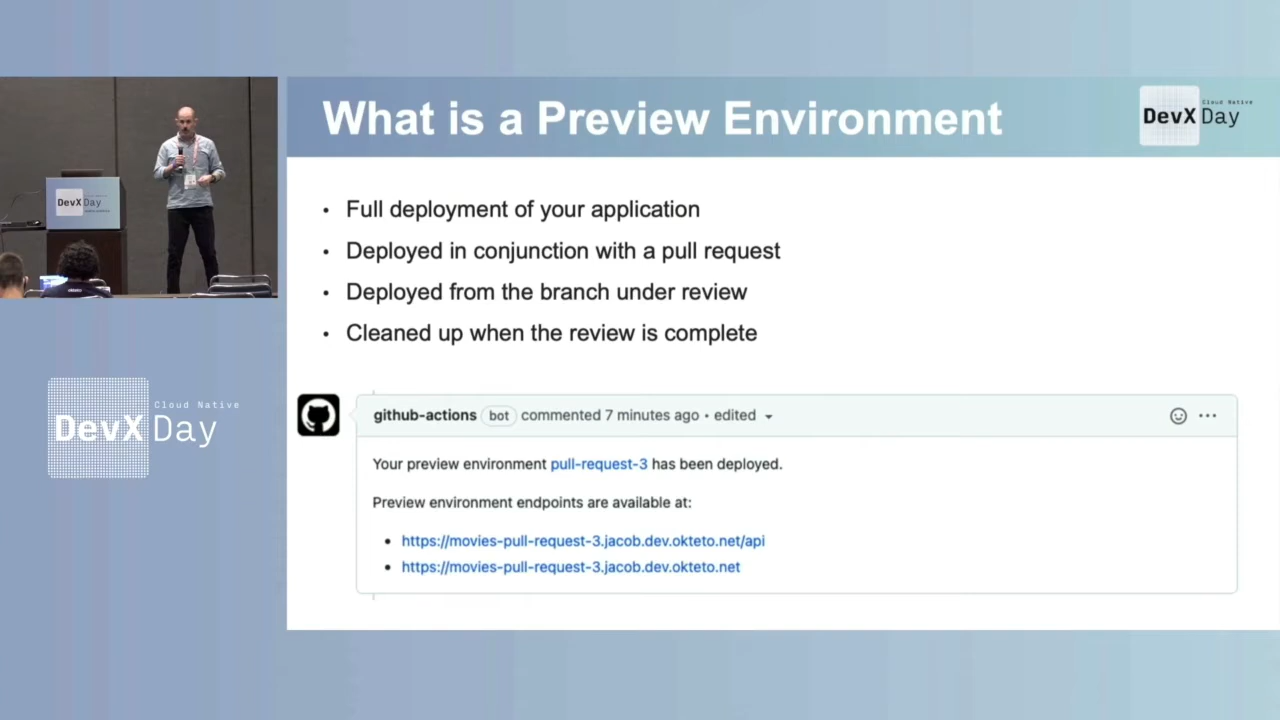 What is a Preview Environment
Cloud Native
DevX Day
• Full deployment of your application
• Deployed in conjunction with a pull request
• Deployed from the branch under review
• Cleaned up when the review is complete
github-actions bot commented 7 minutes ago • edited
Your preview environment pull-request-3 has been deployed.
Preview environment endpoints are available at:
• https://movies-pull-request-3.jacob.dev.okteto.net/api
• https://movies-pull-request-3.jacob.dev.okteto.net
DevX Day
Cloud Native
DevX Day